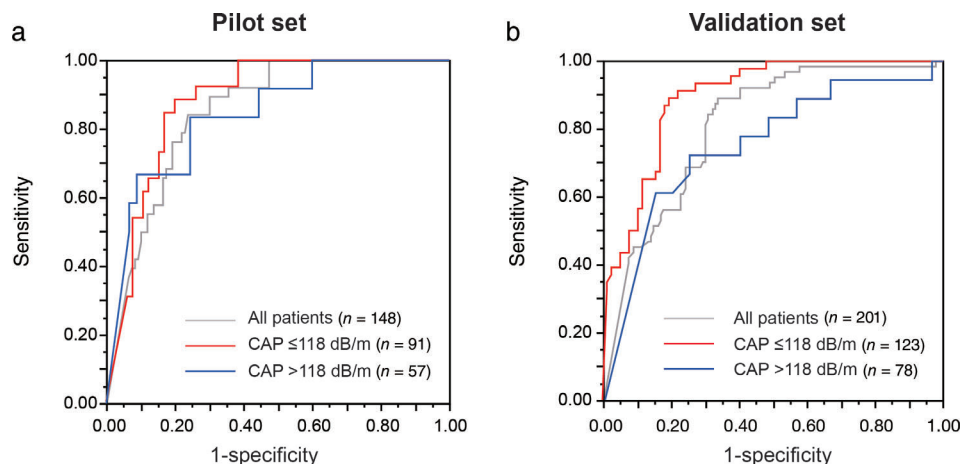 Pilot set
Validation set
a
b
1.00
0.80
0.60
0.40
0.20
0.00
Sensitivity
All patients (n = 148)
CAP ≤118 dB/m (n = 91)
CAP >118 dB/m (n = 57)
0.00 0.20 0.40 0.60 0.80 1.00
1-specificity
1.00
0.80
0.60
0.40
0.20
0.00
Sensitivity
All patients (n = 201)
CAP ≤118 dB/m (n = 123)
CAP >118 dB/m (n = 78)
0.00 0.20 0.40 0.60 0.80 1.00
1-specificity